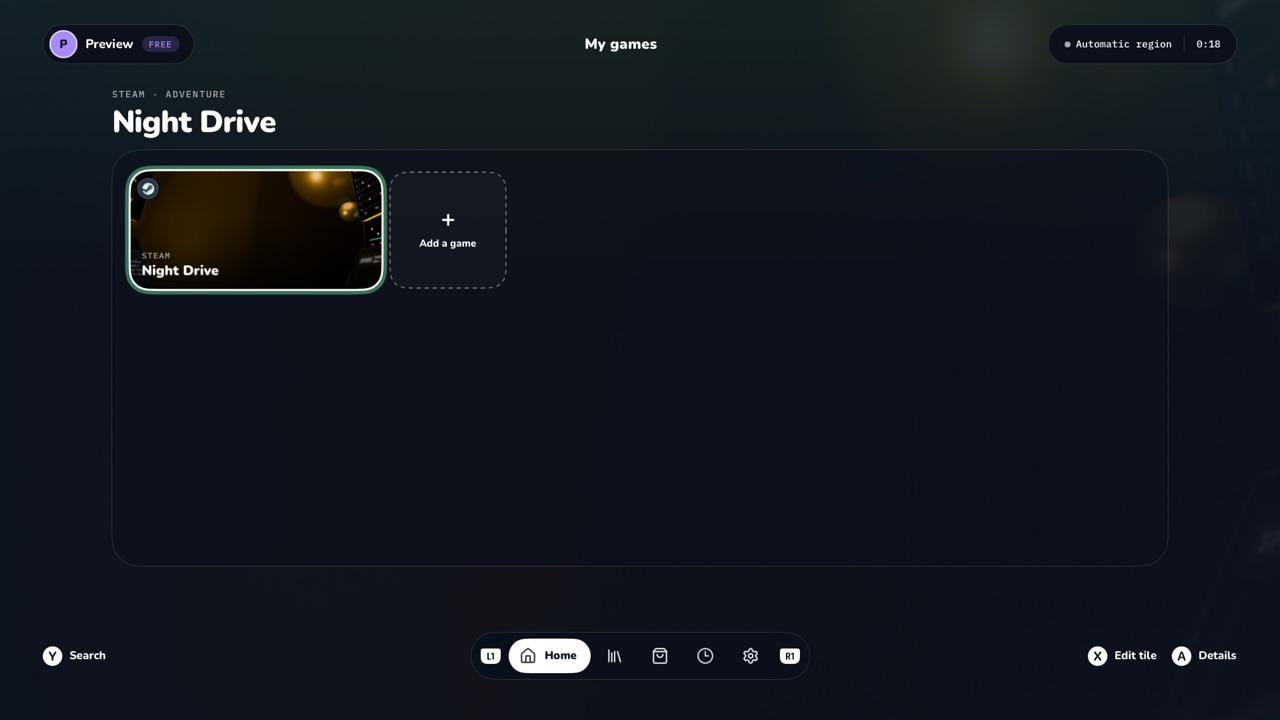 P Preview FREE
My games
Automatic region 0:18
STEAM · ADVENTURE
Night Drive
STEAM
Night Drive
Add a game
Y Search
L1 Home R1
X Edit tile A Details